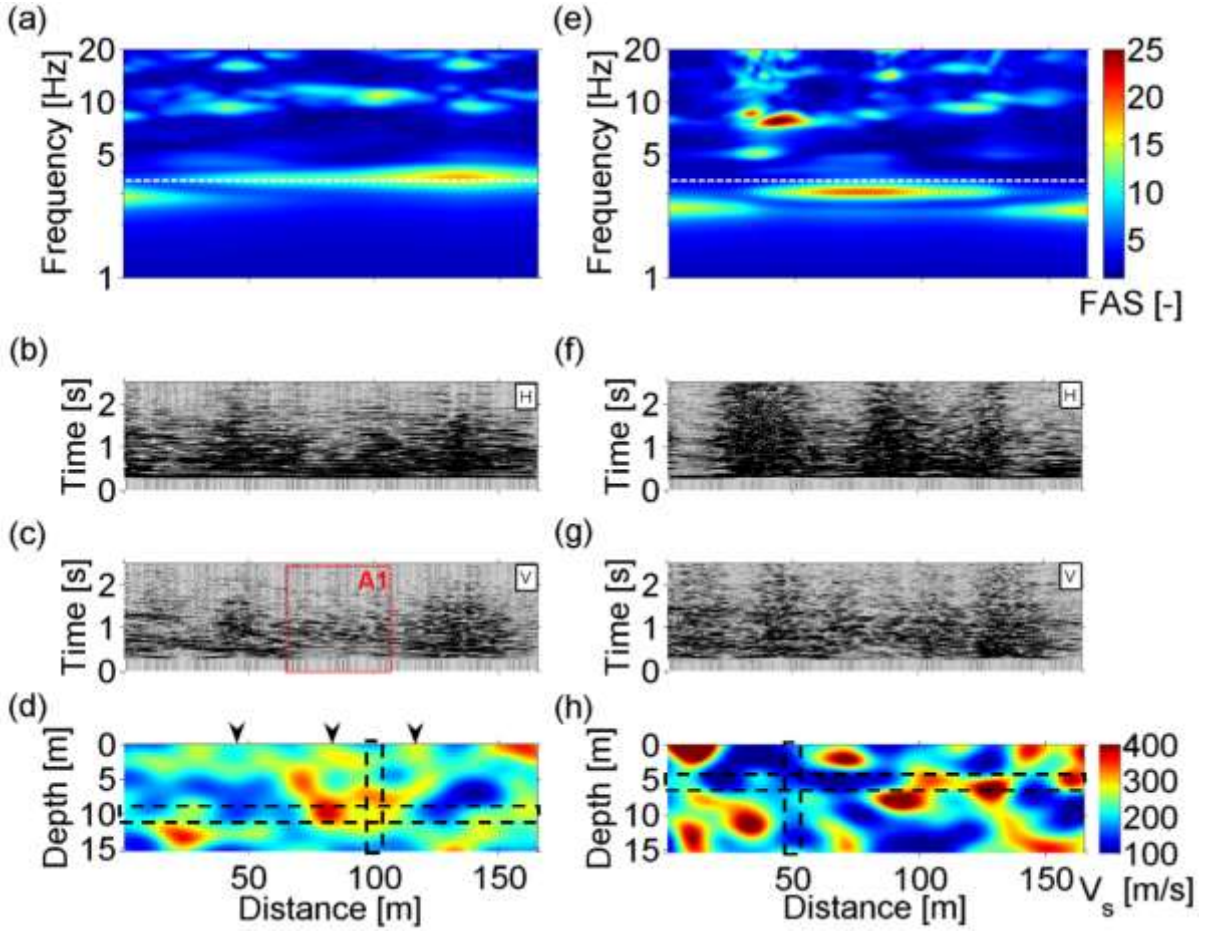 (a)
(e)
Frequency [Hz]
20
10
5
1
Frequency [Hz]
20
10
5
1
25
20
15
10
5
FAS [-]
(b)
(f)
Time [s]
2
1
0
H
Time [s]
2
1
0
H
(c)
(g)
Time [s]
2
1
0
A1
V
Time [s]
2
1
0
V
(d)
(h)
Depth [m]
0
5
10
15
50
100
150
Distance [m]
Depth [m]
0
5
10
15
50
100
150
Distance [m]
400
300
200
100
Vs [m/s]